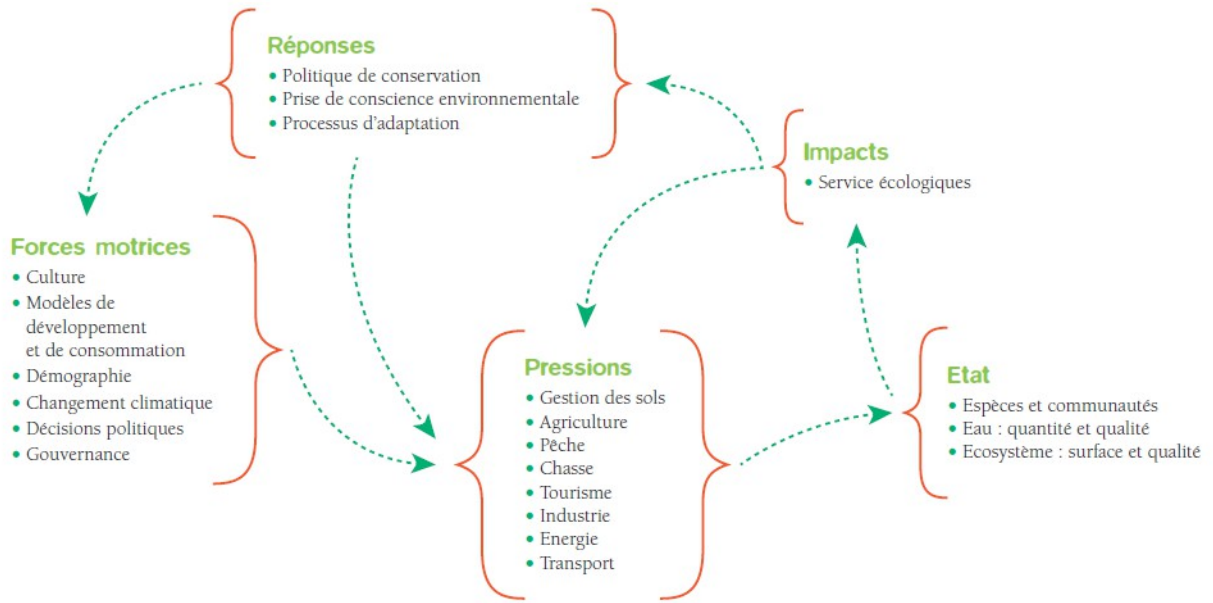 Réponses
• Politique de conservation
• Prise de conscience environnementale
• Processus d'adaptation
Impacts
• Service écologiques
Forces motrices
• Culture
• Modèles de
développement
et de consommation
• Démographie
• Changement climatique
• Décisions politiques
• Gouvernance
Pressions
• Gestion des sols
• Agriculture
• Pêche
• Chasse
• Tourisme
• Industrie
• Energie
• Transport
Etat
• Espèces et communautés
• Eau : quantité et qualité
• Ecosystème : surface et qualité